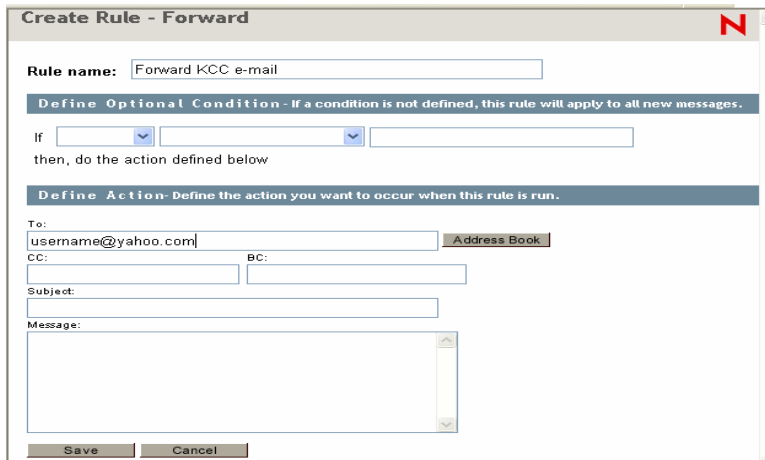 Create Rule - Forward
N
Rule name: Forward KCC e-mail
Define Optional Condition - If a condition is not defined, this rule will apply to all new messages.
If
then, do the action defined below
Define Action- Define the action you want to occur when this rule is run.
To:
username@yahoo.com Address Book
CC: BC:
Subject:
Message:
Save Cancel